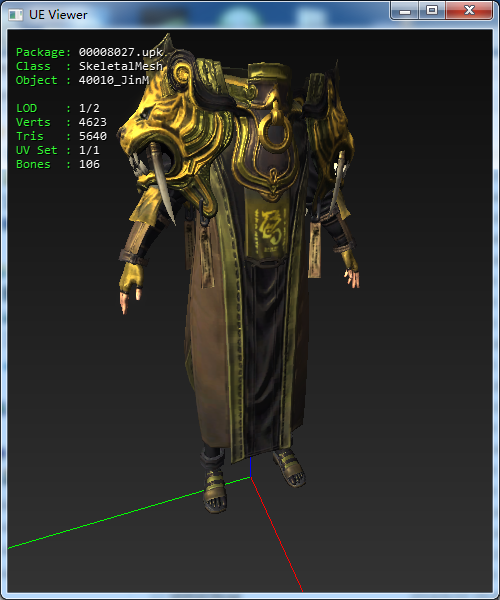 UE Viewer
Package: 00008027.upk
Class : SkeletalMesh
Object : 40010_JinM
LOD : 1/2
Verts : 4623
Tris : 5640
UV Set : 1/1
Bones : 106